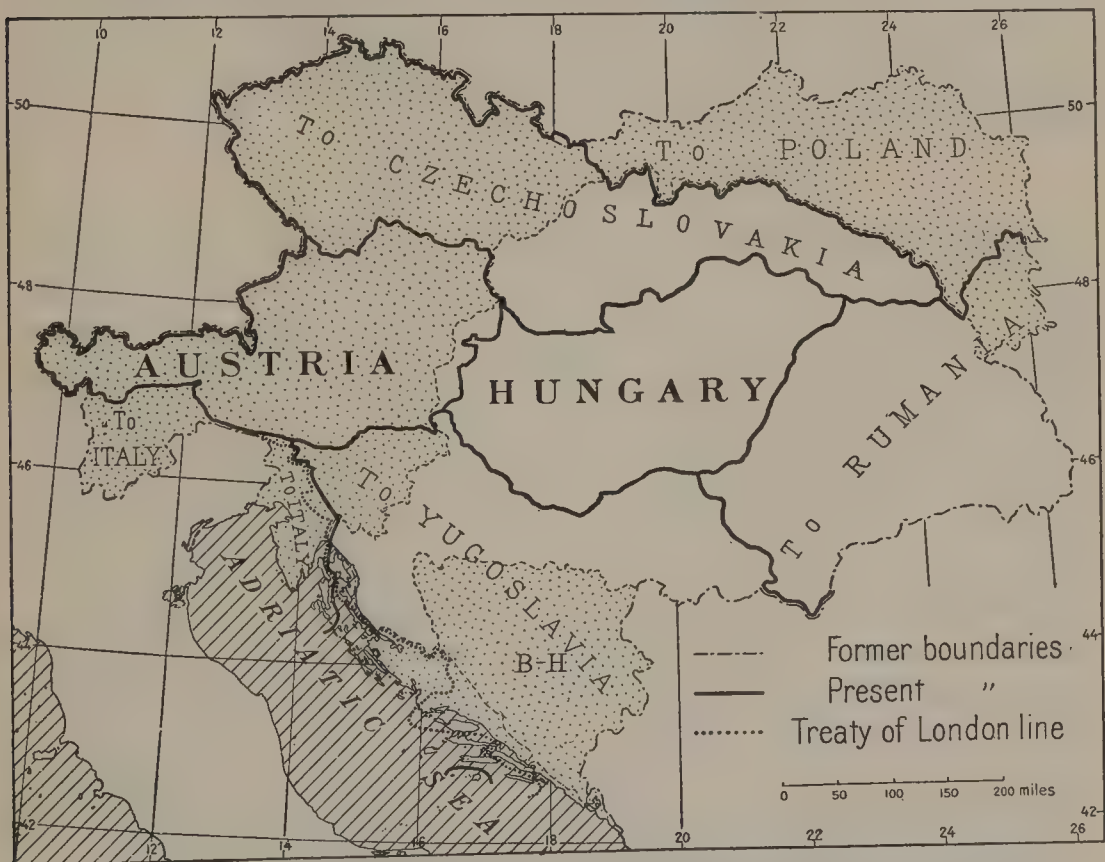 10 12 14 16 18 20 22 24 26
50 50
TO CZECHOSLOVAKIA
TO POLAND
48 48
AUSTRIA
HUNGARY
TO RUMANIA
To ITALY
46 46
TO ITALY
TO YUGOSLAVIA
B-H
ADRIATIC SEA
44 44
Former boundaries
Present "
Treaty of London line
0 50 100 150 200 miles
42 42
12 14 16 18 20 22 24 26